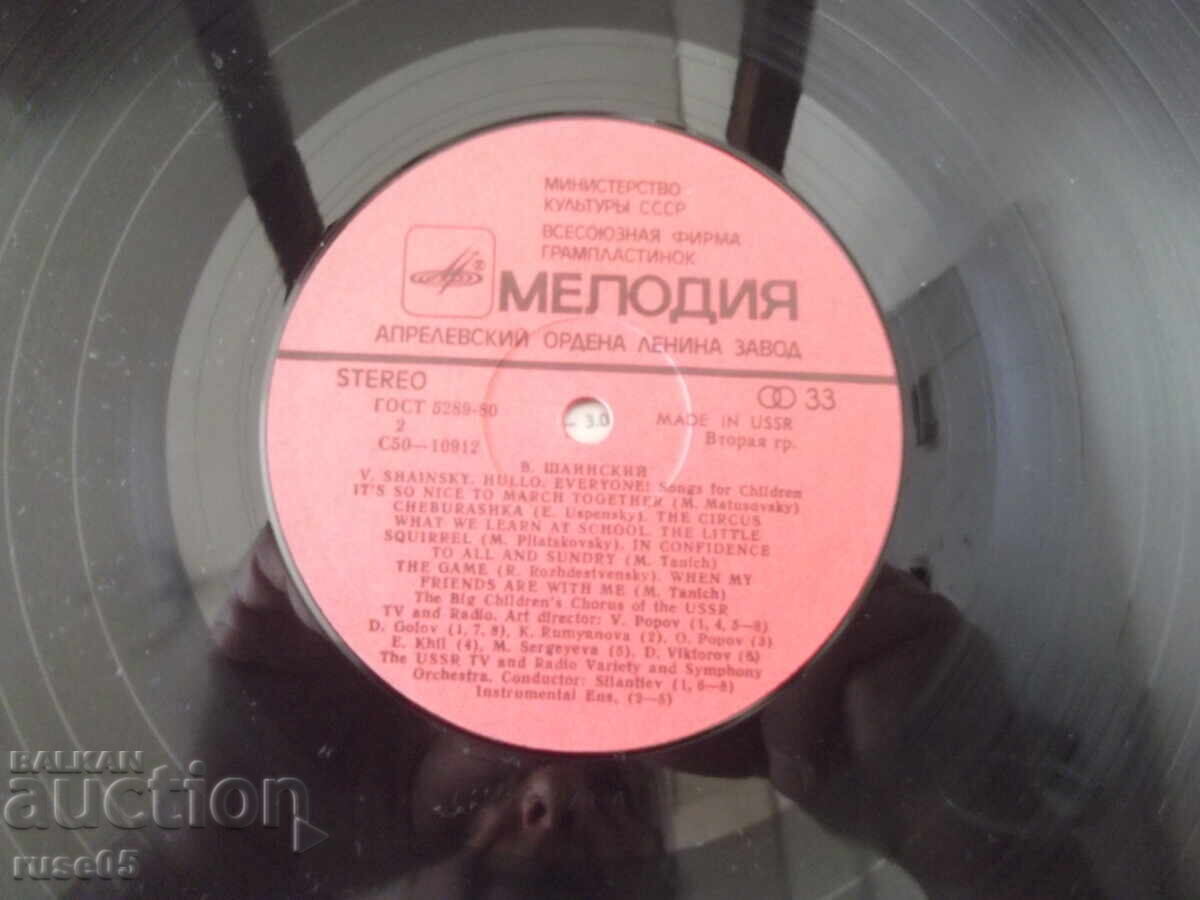 МИНИСТЕРСТВО
КУЛЬТУРЫ СССР
ВСЕСОЮЗНАЯ ФИРМА
ГРАМПЛАСТИНОК
МЕЛОДИЯ
АПРЕЛЕВСКИЙ ОРДЕНА ЛЕНИНА ЗАВОД
STEREO 33
ГОСТ 5289-80 3.0 MADE IN USSR
2 Вторая гр.
С50—10912
В. ШАИНСКИЙ
V. SHAINSKY. HULLO, EVERYONE! Songs for Children
IT'S SO NICE TO MARCH TOGETHER (M. Matusovsky)
CHEBURASHKA (E. Uspensky). THE CIRCUS
WHAT WE LEARN AT SCHOOL. THE LITTLE
SQUIRREL (M. Pliatskovsky). IN CONFIDENCE
TO ALL AND SUNDRY (M. Tanich)
THE GAME (R. Rozhdestvensky). WHEN MY
FRIENDS ARE WITH ME (M. Tanich)
The Big Children's Chorus of the USSR
TV and Radio. Art director: V. Popov (1, 4, 5—8)
D. Golov (1, 7, 8), K. Rumyanova (2), O. Popov (3)
E. Khil (4), M. Sergeyeva (5), D. Viktorov (6)
The USSR TV and Radio Variety and Symphony
Orchestra. Conductor: Silantiev (1, 6—8)
Instrumental Ens. (2—5)
BALKAN
auction
ruse05